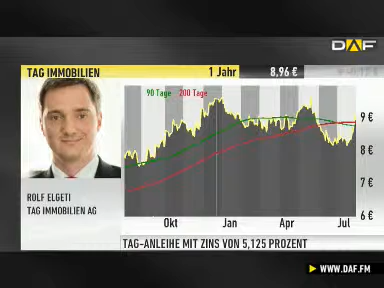 DAF
TAG IMMOBILIEN 1 Jahr 8,96 €
90 Tage 200 Tage
9 €
8 €
7 €
6 €
Okt Jan Apr Jul
ROLF ELGETI
TAG IMMOBILIEN AG
TAG-ANLEIHE MIT ZINS VON 5,125 PROZENT
WWW.DAF.FM